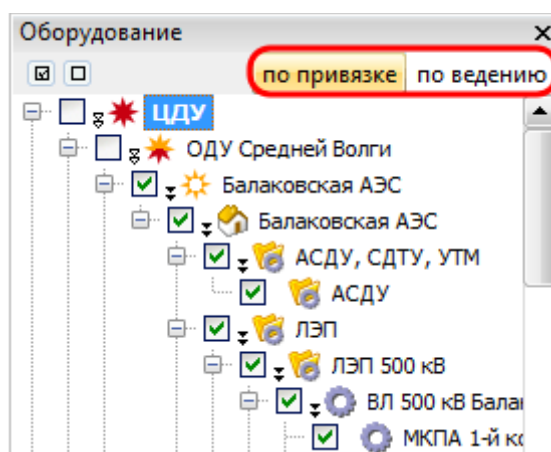 Оборудование
по привязке по ведению
ЦДУ
ОДУ Средней Волги
Балаковская АЭС
Балаковская АЭС
АСДУ, СДТУ, УТМ
АСДУ
ЛЭП
ЛЭП 500 кВ
ВЛ 500 кВ
МКПА 1-й